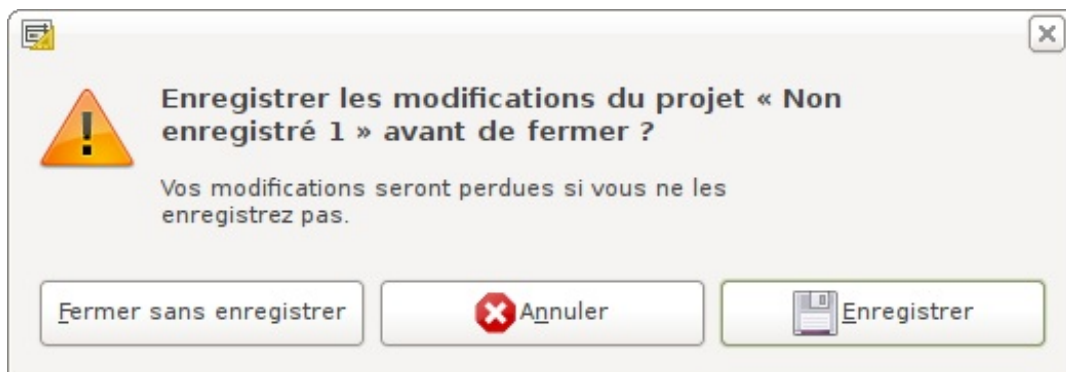 Enregistrer les modifications du projet « Non
enregistré 1 » avant de fermer ?
Vos modifications seront perdues si vous ne les
enregistrez pas.
Fermer sans enregistrer
Annuler
Enregistrer